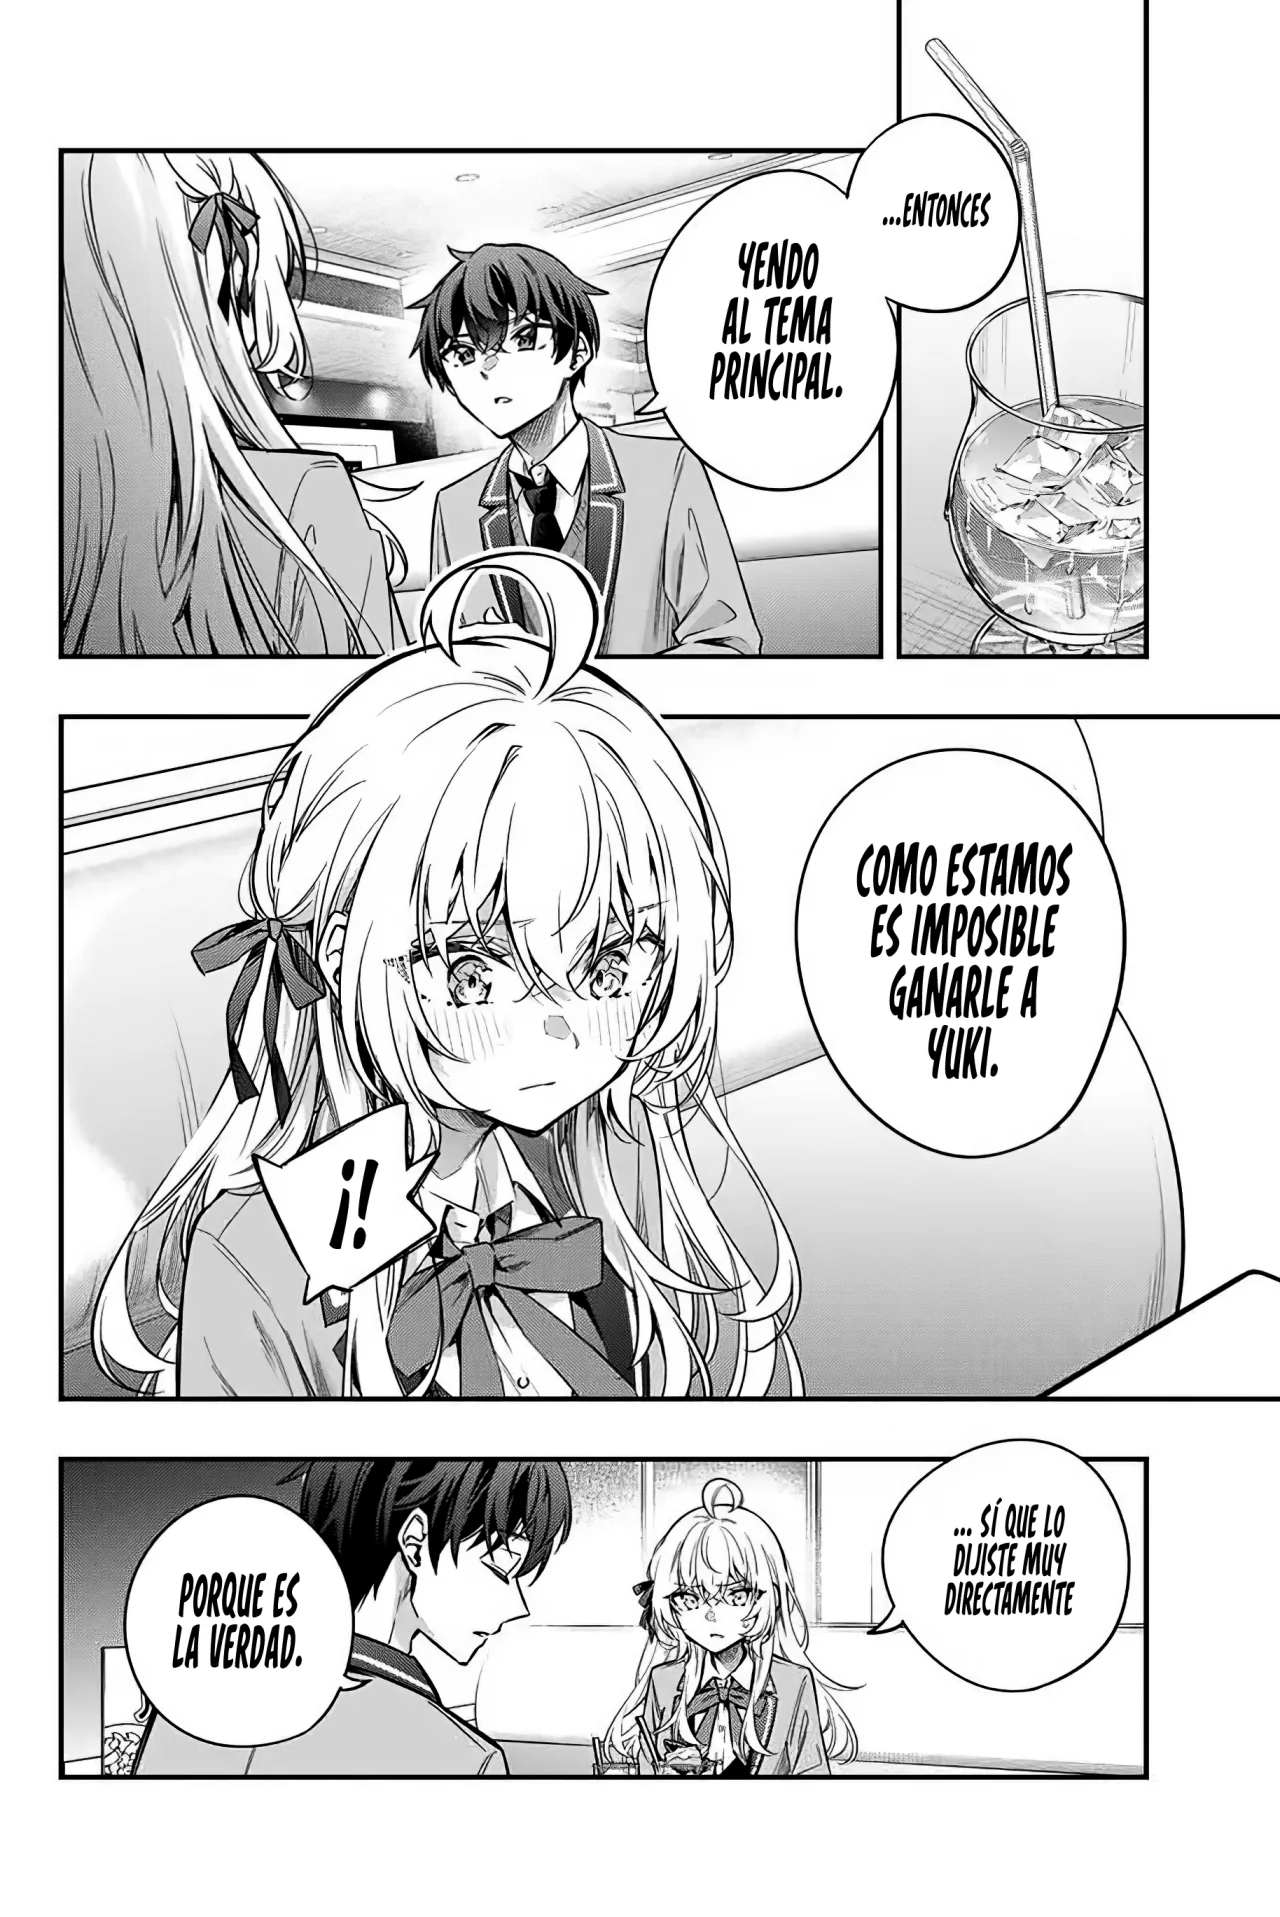 ...ENTONCES
YENDO
AL TEMA
PRINCIPAL.
COMO ESTAMOS
ES IMPOSIBLE
GANARLE A
YUKI.
¡!
... SÍ QUE LO
DIJISTE MUY
DIRECTAMENTE
PORQUE ES
LA VERDAD.